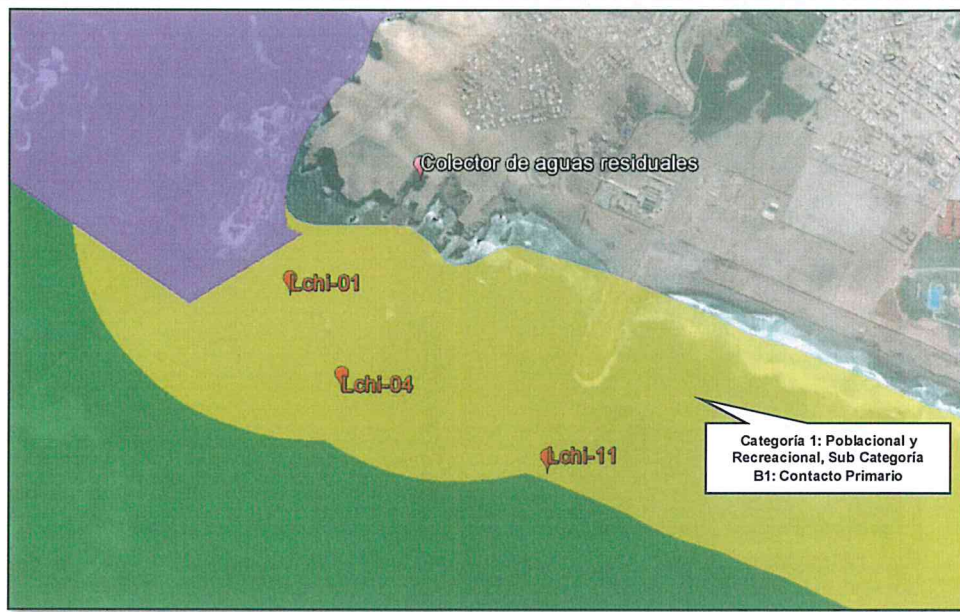 Colector de aguas residuales
Lchi-01
Lchi-04
Lchi-11
Categoría 1: Poblacional y
Recreacional, Sub Categoría
B1: Contacto Primario